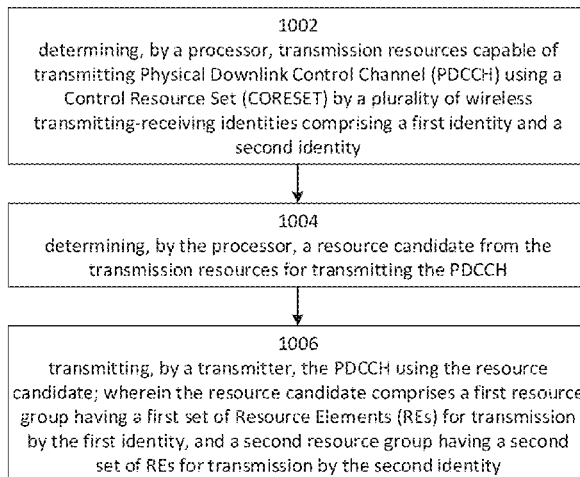 1002
determining, by a processor, transmission resources capable of
transmitting Physical Downlink Control Channel (PDCCH) using a
Control Resource Set (CORESET) by a plurality of wireless
transmitting-receiving identities comprising a first identity and a
second identity
1004
determining, by the processor, a resource candidate from the
transmission resources for transmitting the PDCCH
1006
transmitting, by a transmitter, the PDCCH using the resource
candidate; wherein the resource candidate comprises a first resource
group having a first set of Resource Elements (REs) for transmission
by the first identity, and a second resource group having a second
set of REs for transmission by the second identity